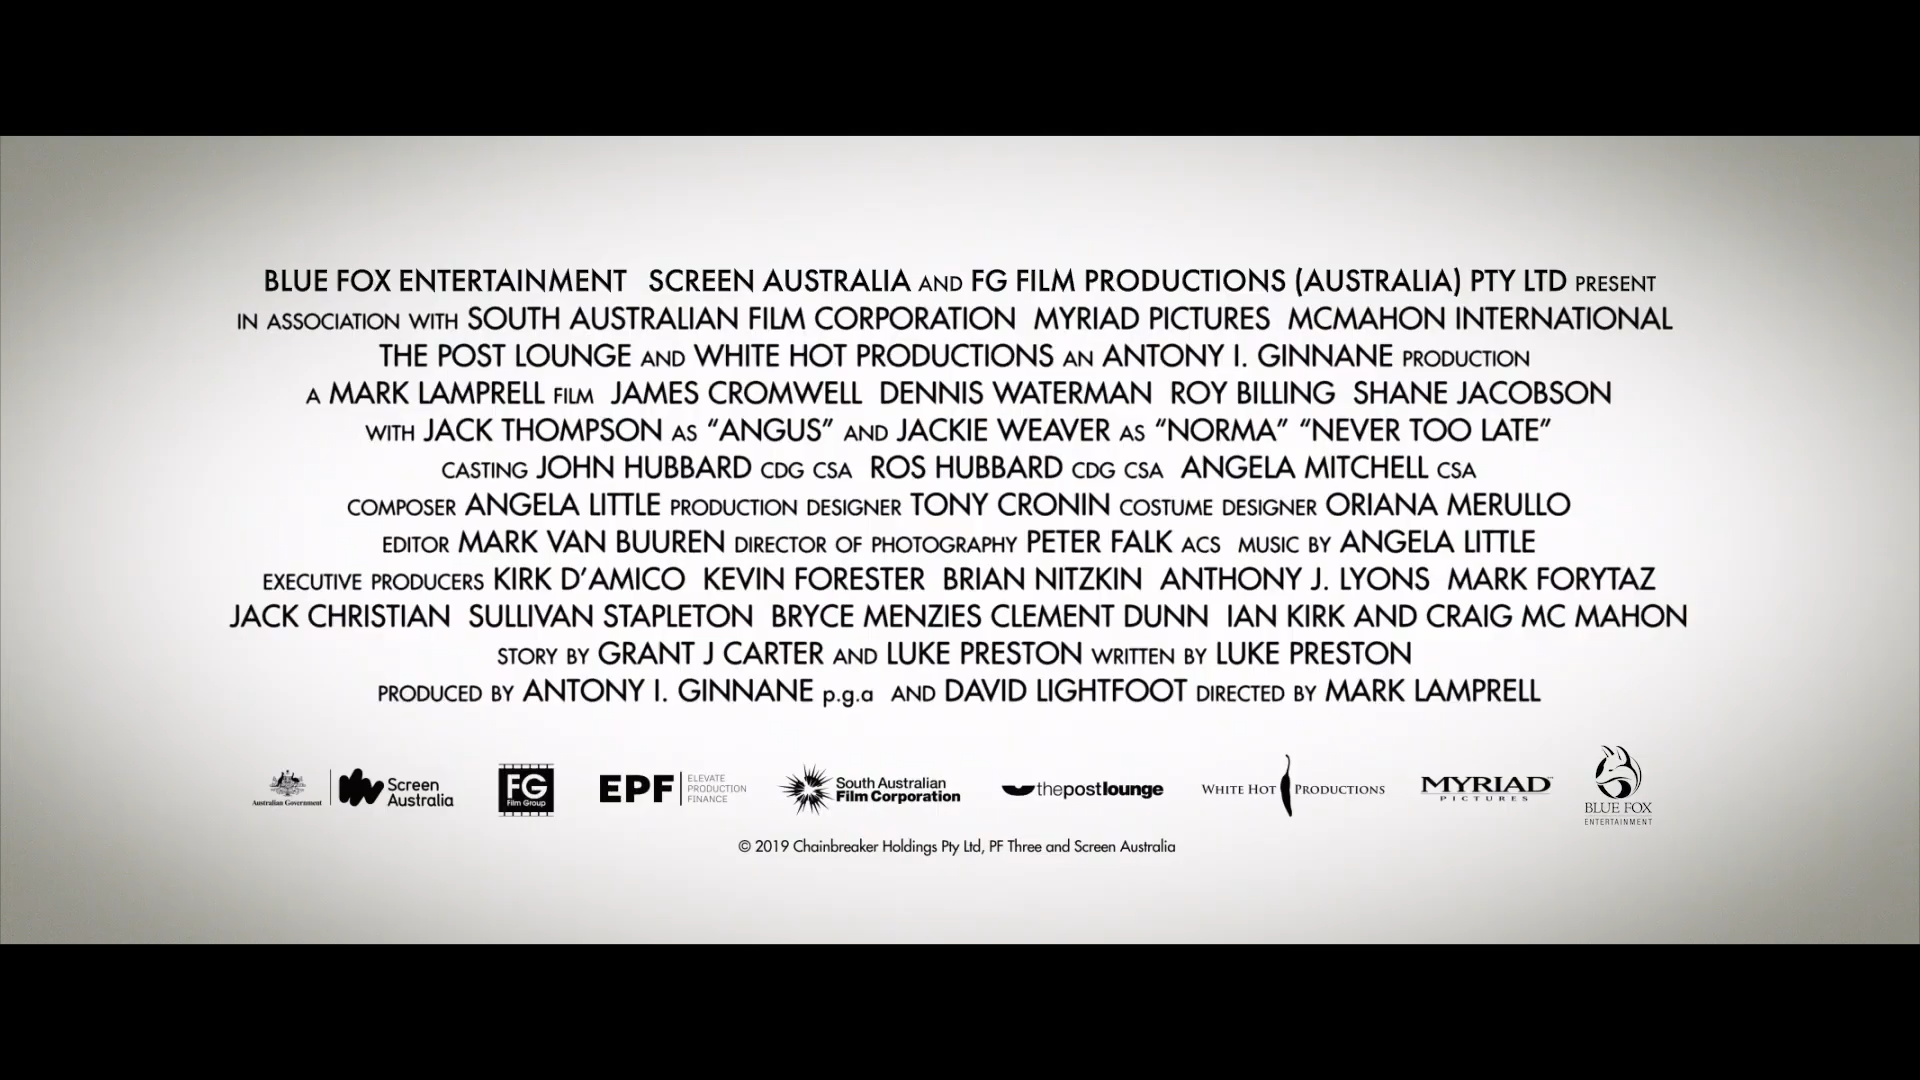 BLUE FOX ENTERTAINMENT SCREEN AUSTRALIA AND FG FILM PRODUCTIONS (AUSTRALIA) PTY LTD PRESENT
IN ASSOCIATION WITH SOUTH AUSTRALIAN FILM CORPORATION MYRIAD PICTURES MCMAHON INTERNATIONAL
THE POST LOUNGE AND WHITE HOT PRODUCTIONS AN ANTONY I. GINNANE PRODUCTION
A MARK LAMPRELL FILM JAMES CROMWELL DENNIS WATERMAN ROY BILLING SHANE JACOBSON
WITH JACK THOMPSON AS “ANGUS” AND JACKIE WEAVER AS “NORMA” “NEVER TOO LATE”
CASTING JOHN HUBBARD CDG CSA ROS HUBBARD CDG CSA ANGELA MITCHELL CSA
COMPOSER ANGELA LITTLE PRODUCTION DESIGNER TONY CRONIN COSTUME DESIGNER ORIANA MERULLO
EDITOR MARK VAN BUUREN DIRECTOR OF PHOTOGRAPHY PETER FALK ACS MUSIC BY ANGELA LITTLE
EXECUTIVE PRODUCERS KIRK D’AMICO KEVIN FORESTER BRIAN NITZKIN ANTHONY J. LYONS MARK FORYTAZ
JACK CHRISTIAN SULLIVAN STAPLETON BRYCE MENZIES CLEMENT DUNN IAN KIRK AND CRAIG MC MAHON
STORY BY GRANT J CARTER AND LUKE PRESTON WRITTEN BY LUKE PRESTON
PRODUCED BY ANTONY I. GINNANE p.g.a AND DAVID LIGHTFOOT DIRECTED BY MARK LAMPRELL
Australian Government
Screen
Australia
FG
Film Group
EPF
ELEVATE
PRODUCTION
FINANCE
South Australian
Film Corporation
thepostlounge
WHITE HOT PRODUCTIONS
MYRIAD™
PICTURES
BLUE FOX
ENTERTAINMENT
© 2019 Chainbreaker Holdings Pty Ltd, PF Three and Screen Australia